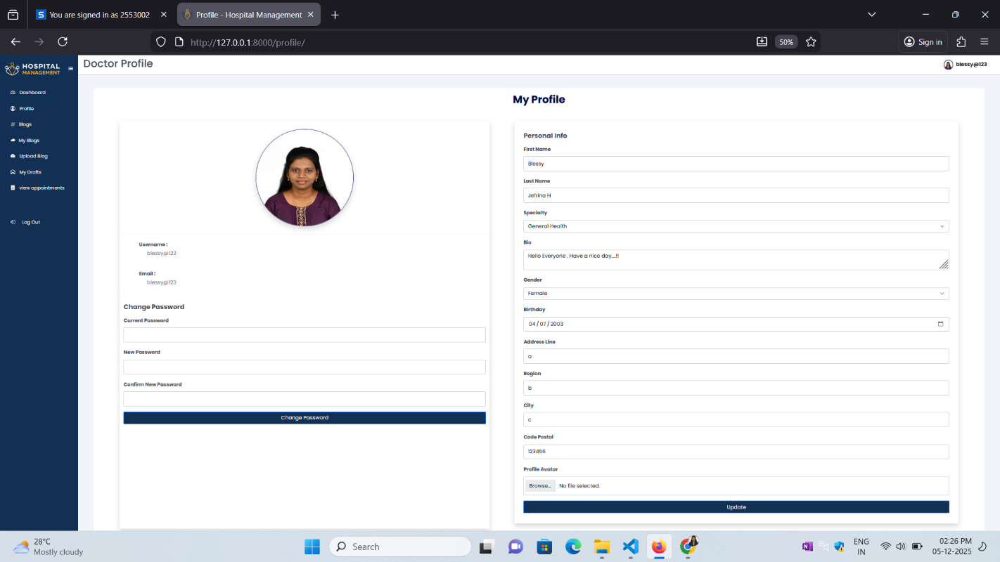 You are signed in as 2553002
Profile - Hospital Management
http://127.0.0.1:8000/profile/
50%
Sign in
HOSPITAL
MANAGEMENT
Doctor Profile
blessy@123
Dashboard
Profile
Blogs
My Blogs
Upload Blog
My Drafts
view appointments
Log Out
My Profile
Username :
blessy@123
Email :
blessy@123
Change Password
Current Password
New Password
Confirm New Password
Change Password
Personal Info
First Name
Blessy
Last Name
Jefrina H
Specialty
General Health
Bio
Hello Everyone , Have a nice day...!!
Gender
Female
Birthday
04 / 07 / 2003
Address Line
a
Region
b
City
c
Code Postal
123456
Profile Avatar
Browse... No file selected.
Update
28°C
Mostly cloudy
Search
ENG
IN
02:26 PM
05-12-2025